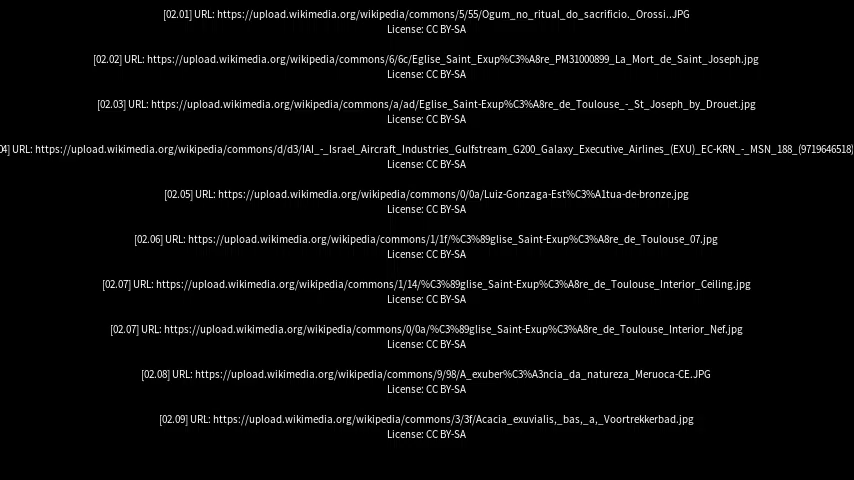 [02.01] URL: https://upload.wikimedia.org/wikipedia/commons/5/55/Ogum_no_ritual_do_sacrificio._Orossi..JPG
License: CC BY-SA
[02.02] URL: https://upload.wikimedia.org/wikipedia/commons/6/6c/Eglise_Saint_Exup%C3%A8re_PM31000899_La_Mort_de_Saint_Joseph.jpg
License: CC BY-SA
[02.03] URL: https://upload.wikimedia.org/wikipedia/commons/a/ad/Eglise_Saint-Exup%C3%A8re_de_Toulouse_-_St_Joseph_by_Drouet.jpg
License: CC BY-SA
04] URL: https://upload.wikimedia.org/wikipedia/commons/d/d3/IAI_-_Israel_Aircraft_Industries_Gulfstream_G200_Galaxy_Executive_Airlines_(EXU)_EC-KRN_-_MSN_188_(9719646518)
License: CC BY-SA
[02.05] URL: https://upload.wikimedia.org/wikipedia/commons/0/0a/Luiz-Gonzaga-Est%C3%A1tua-de-bronze.jpg
License: CC BY-SA
[02.06] URL: https://upload.wikimedia.org/wikipedia/commons/1/1f/%C3%89glise_Saint-Exup%C3%A8re_de_Toulouse_07.jpg
License: CC BY-SA
[02.07] URL: https://upload.wikimedia.org/wikipedia/commons/1/14/%C3%89glise_Saint-Exup%C3%A8re_de_Toulouse_Interior_Ceiling.jpg
License: CC BY-SA
[02.07] URL: https://upload.wikimedia.org/wikipedia/commons/0/0a/%C3%89glise_Saint-Exup%C3%A8re_de_Toulouse_Interior_Nef.jpg
License: CC BY-SA
[02.08] URL: https://upload.wikimedia.org/wikipedia/commons/9/98/A_exuber%C3%A3ncia_da_natureza_Meruoca-CE.JPG
License: CC BY-SA
[02.09] URL: https://upload.wikimedia.org/wikipedia/commons/3/3f/Acacia_exuvialis,_bas,_a,_Voortrekkerbad.jpg
License: CC BY-SA